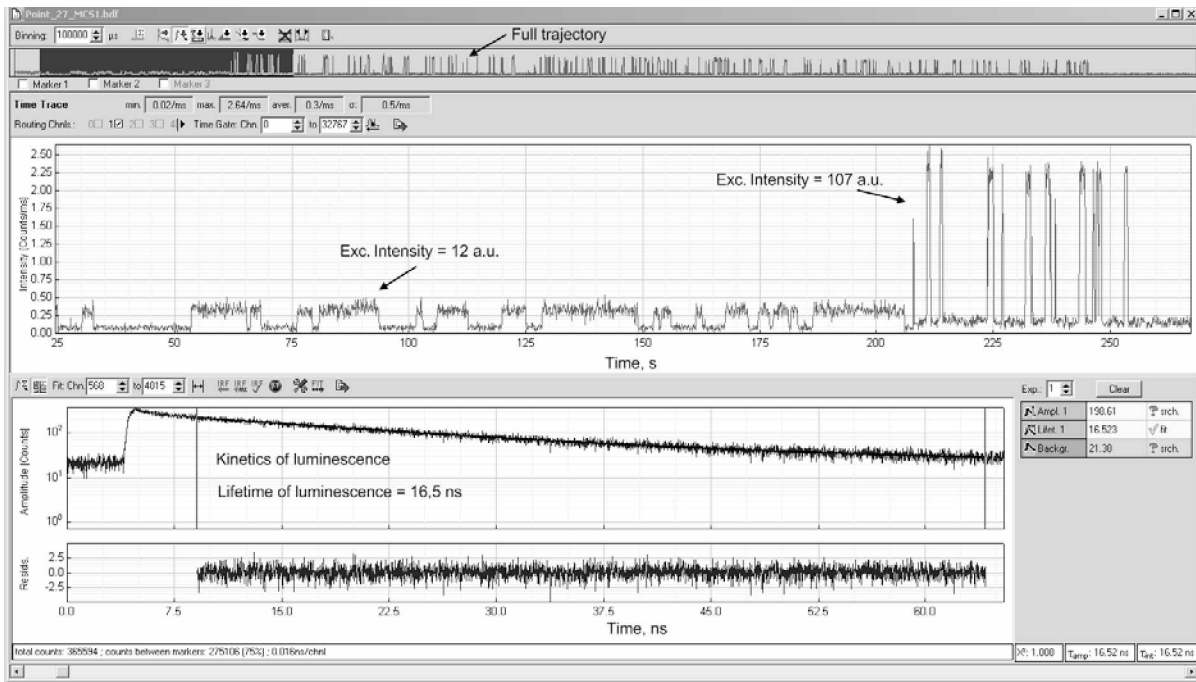 Point_27_MCS1.bdf
Binning: 100000 µs
Full trajectory
Marker 1 Marker 2 Marker 3
Time Trace min. 0.02/ms max. 2.64/ms aver. 0.3/ms σ: 0.5/ms
Routing Chnls.: 0 1 2 3 4 Time Gate: Chn. 0 to 32767
Intensity [Counts/ms]
2.50
2.25
2.00
1.75
1.50
1.25
1.00
0.75
0.50
0.25
0.00
Exc. Intensity = 107 a.u.
Exc. Intensity = 12 a.u.
25 50 75 100 125 150 175 200 225 250
Time, s
Fit: Chn. 568 to 4015 IRF IRF IRF FIT
Exp.: 1 Clear
Ampl. 1 198.61 srch.
Lifet. 1 16.523 fit
Backgr. 21.38 srch.
Amplitude [Counts]
10²
10¹
10⁰
Kinetics of luminescence
Lifetime of luminescence = 16,5 ns
Resids.
2.5
0.0
-2.5
0.0 7.5 15.0 22.5 30.0 37.5 45.0 52.5 60.0
Time, ns
total counts: 365594 ; counts between markers: 275106 (75%) ; 0.016ns/chnl
X²: 1.000 τamp: 16.52 ns τint: 16.52 ns